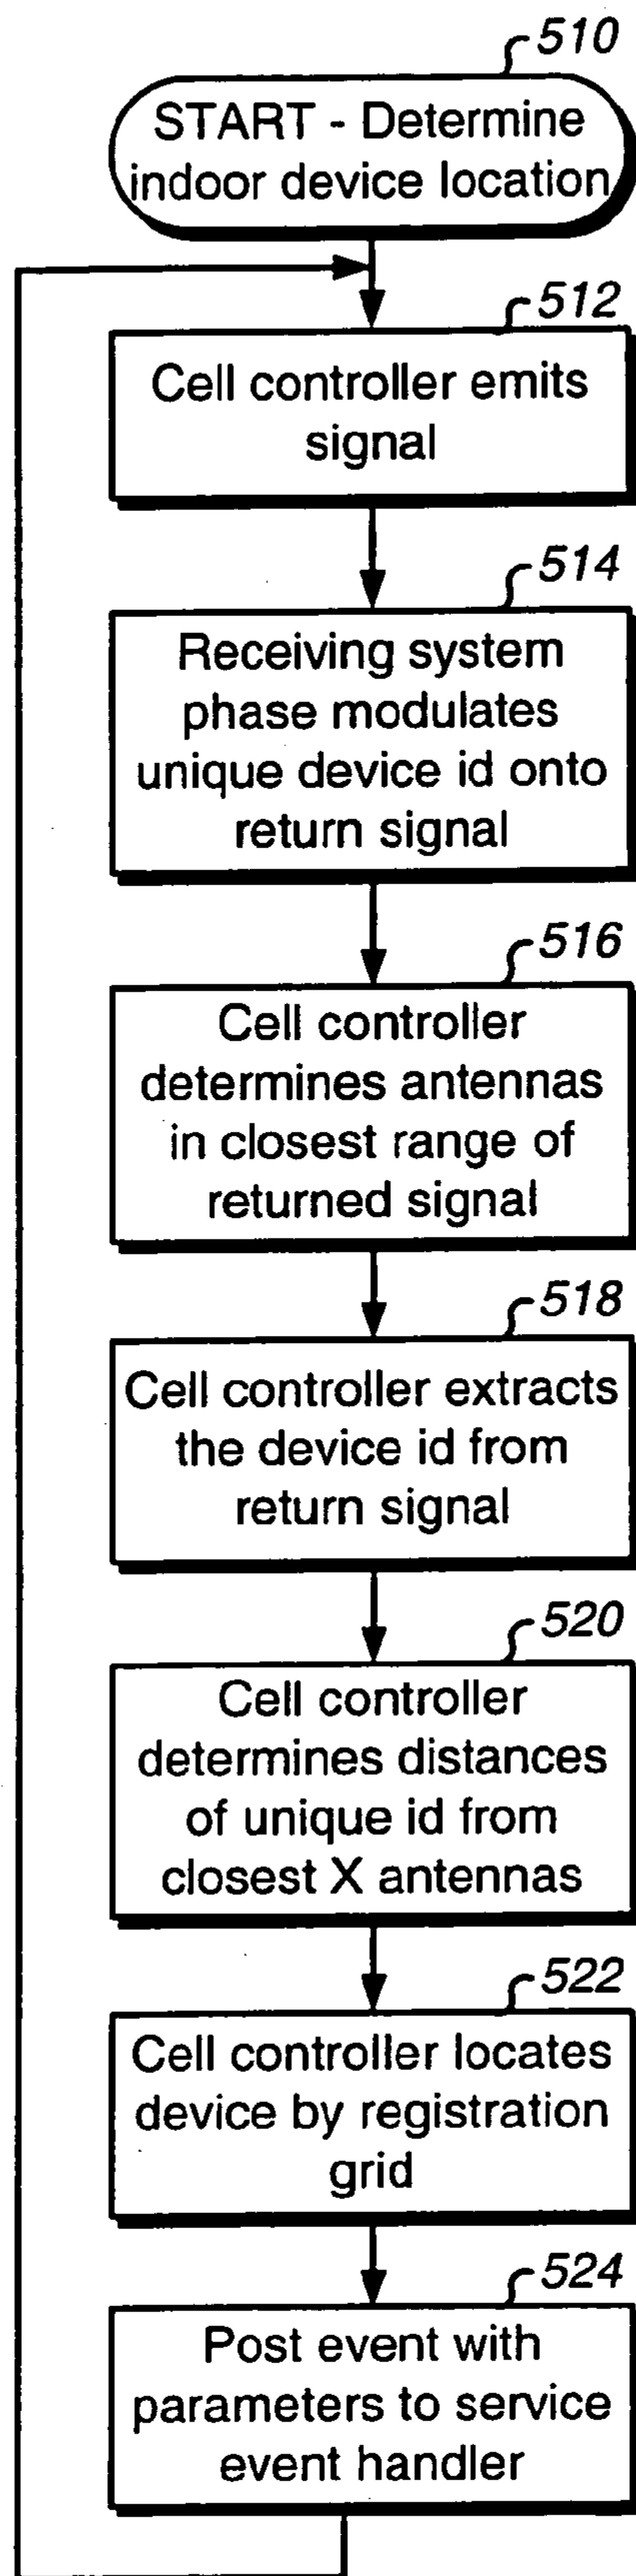 510
START - Determine
indoor device location
512
Cell controller emits
signal
514
Receiving system
phase modulates
unique device id onto
return signal
516
Cell controller
determines antennas
in closest range of
returned signal
518
Cell controller extracts
the device id from
return signal
520
Cell controller
determines distances
of unique id from
closest X antennas
522
Cell controller locates
device by registration
grid
524
Post event with
parameters to service
event handler